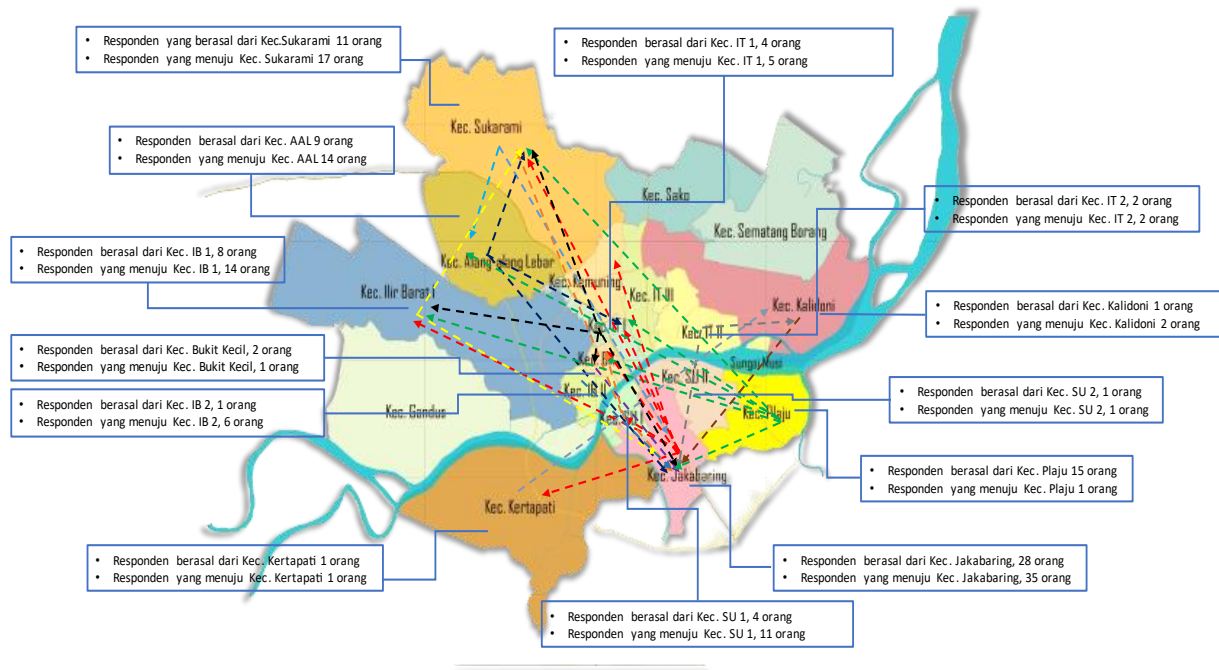 • Responden yang berasal dari Kec.Sukarami 11 orang
• Responden yang menuju Kec. Sukarami 17 orang
• Responden berasal dari Kec. IT 1, 4 orang
• Responden yang menuju Kec. IT 1, 5 orang
• Responden berasal dari Kec. AAL 9 orang
• Responden yang menuju Kec. AAL 14 orang
• Responden berasal dari Kec. IT 2, 2 orang
• Responden yang menuju Kec. IT 2, 2 orang
• Responden berasal dari Kec. IB 1, 8 orang
• Responden yang menuju Kec. IB 1, 14 orang
• Responden berasal dari Kec. Kalidoni 1 orang
• Responden yang menuju Kec. Kalidoni 2 orang
• Responden berasal dari Kec. Bukit Kecil, 2 orang
• Responden yang menuju Kec. Bukit Kecil, 1 orang
• Responden berasal dari Kec. SU 2, 1 orang
• Responden yang menuju Kec. SU 2, 1 orang
• Responden berasal dari Kec. IB 2, 1 orang
• Responden yang menuju Kec. IB 2, 6 orang
• Responden berasal dari Kec. Plaju 15 orang
• Responden yang menuju Kec. Plaju 1 orang
• Responden berasal dari Kec. Kertapati 1 orang
• Responden yang menuju Kec. Kertapati 1 orang
• Responden berasal dari Kec. Jakabaring, 28 orang
• Responden yang menuju Kec. Jakabaring, 35 orang
• Responden berasal dari Kec. SU 1, 4 orang
• Responden yang menuju Kec. SU 1, 11 orang
Kec. Sukarami
Kec. Sako
Kec. Sematang Borang
Kec. Alang-alang Lebar
Kec. Kemuning
Kec. Ilir Barat I
Kec. IT III
Kec. Kalidoni
Kec. IT II
Sungai Musi
Kec. IB II
Kec. SU II
Kec. Gandus
Kec. Plaju
Kec. Jakabaring
Kec. Kertapati